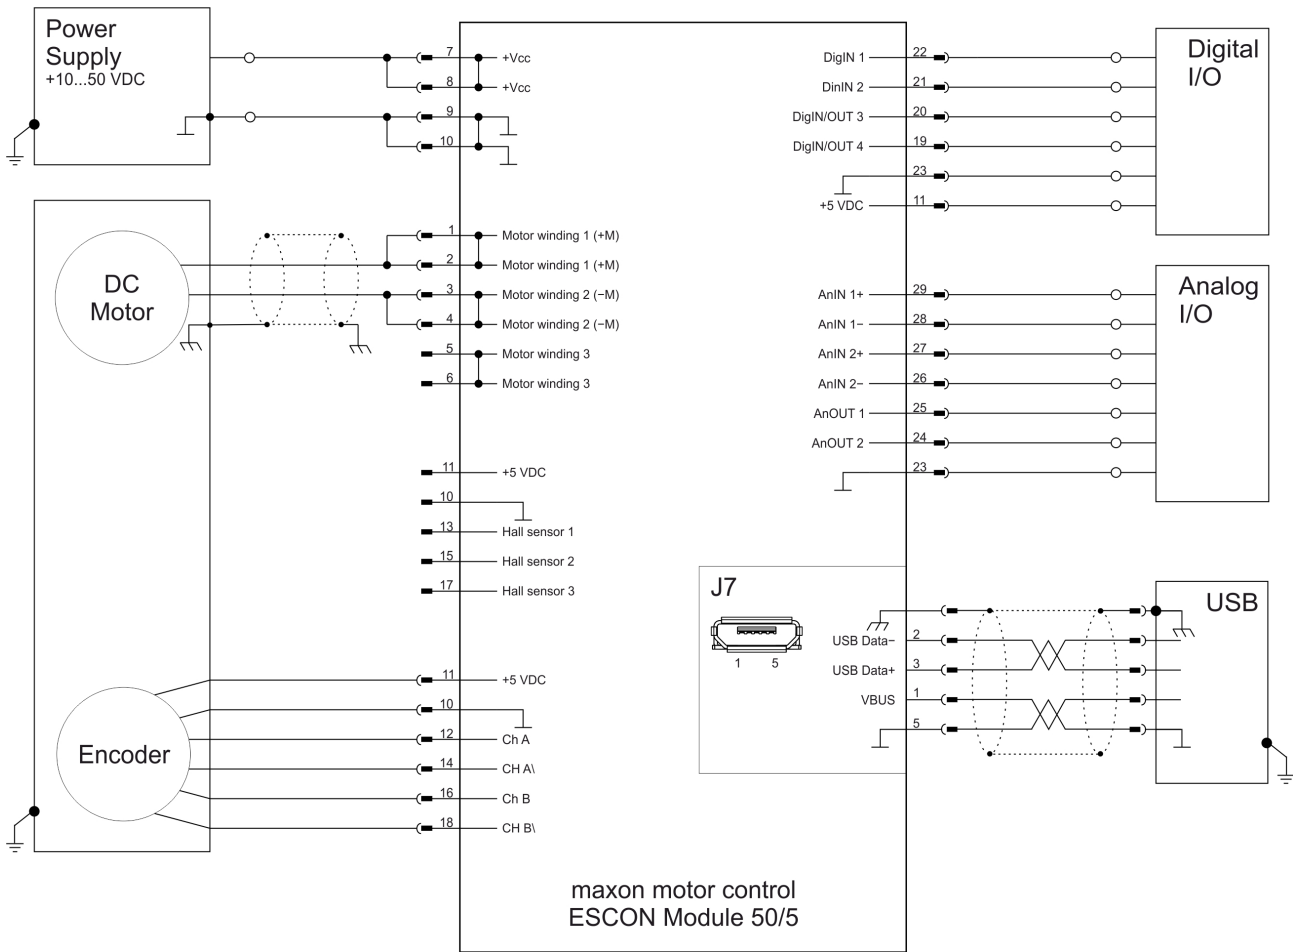 Power
Supply
+10...50 VDC
7
+Vcc
8
+Vcc
9
10
DC
Motor
1
Motor winding 1 (+M)
2
Motor winding 1 (+M)
3
Motor winding 2 (−M)
4
Motor winding 2 (−M)
5
Motor winding 3
6
Motor winding 3
11
+5 VDC
10
13
Hall sensor 1
15
Hall sensor 2
17
Hall sensor 3
Encoder
11
+5 VDC
10
12
Ch A
14
CH A\
16
Ch B
18
CH B\
DigIN 1
22
DinIN 2
21
DigIN/OUT 3
20
DigIN/OUT 4
19
23
+5 VDC
11
Digital
I/O
AnIN 1+
29
AnIN 1−
28
AnIN 2+
27
AnIN 2−
26
AnOUT 1
25
AnOUT 2
24
23
Analog
I/O
J7
1 5
USB Data−
2
USB Data+
3
VBUS
1
5
USB
maxon motor control
ESCON Module 50/5